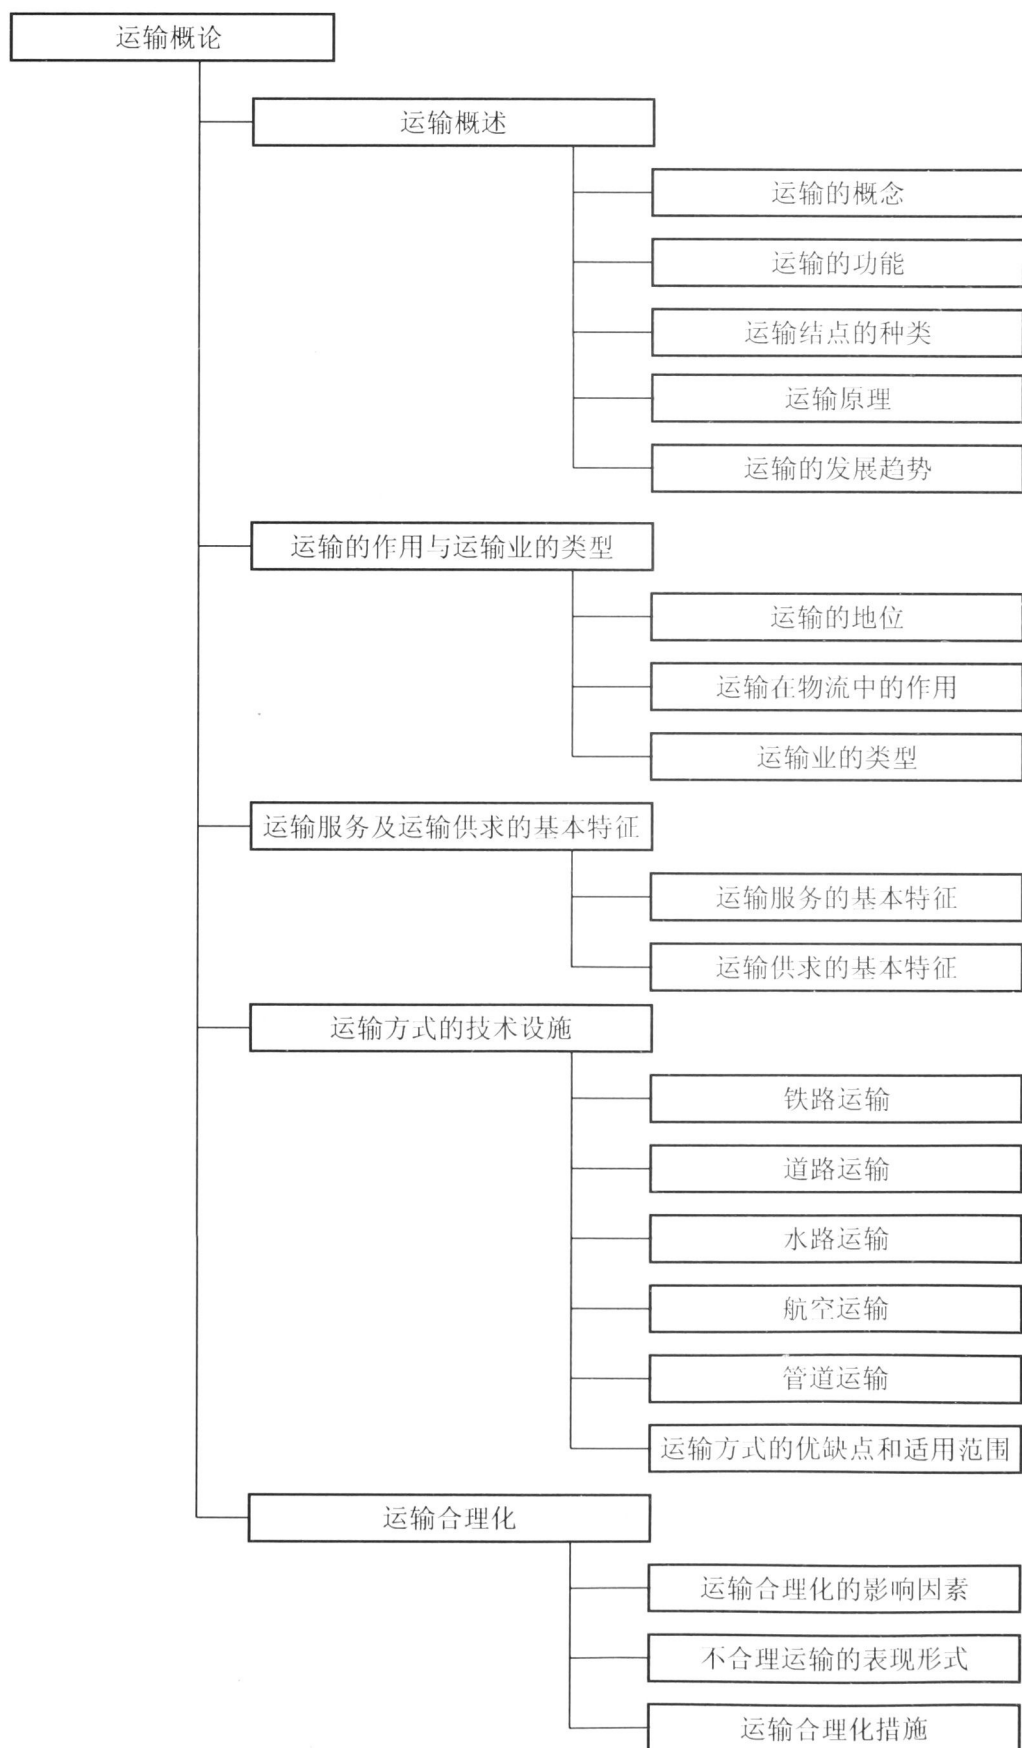 运输概论
运输概述
运输的概念
运输的功能
运输结点的种类
运输原理
运输的发展趋势
运输的作用与运输业的类型
运输的地位
运输在物流中的作用
运输业的类型
运输服务及运输供求的基本特征
运输服务的基本特征
运输供求的基本特征
运输方式的技术设施
铁路运输
道路运输
水路运输
航空运输
管道运输
运输方式的优缺点和适用范围
运输合理化
运输合理化的影响因素
不合理运输的表现形式
运输合理化措施